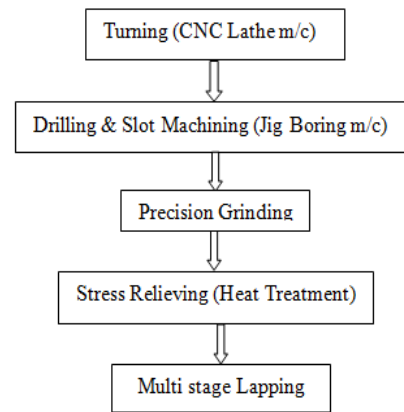 Turning (CNC Lathe m/c)
Drilling & Slot Machining (Jig Boring m/c)
Precision Grinding
Stress Relieving (Heat Treatment)
Multi stage Lapping